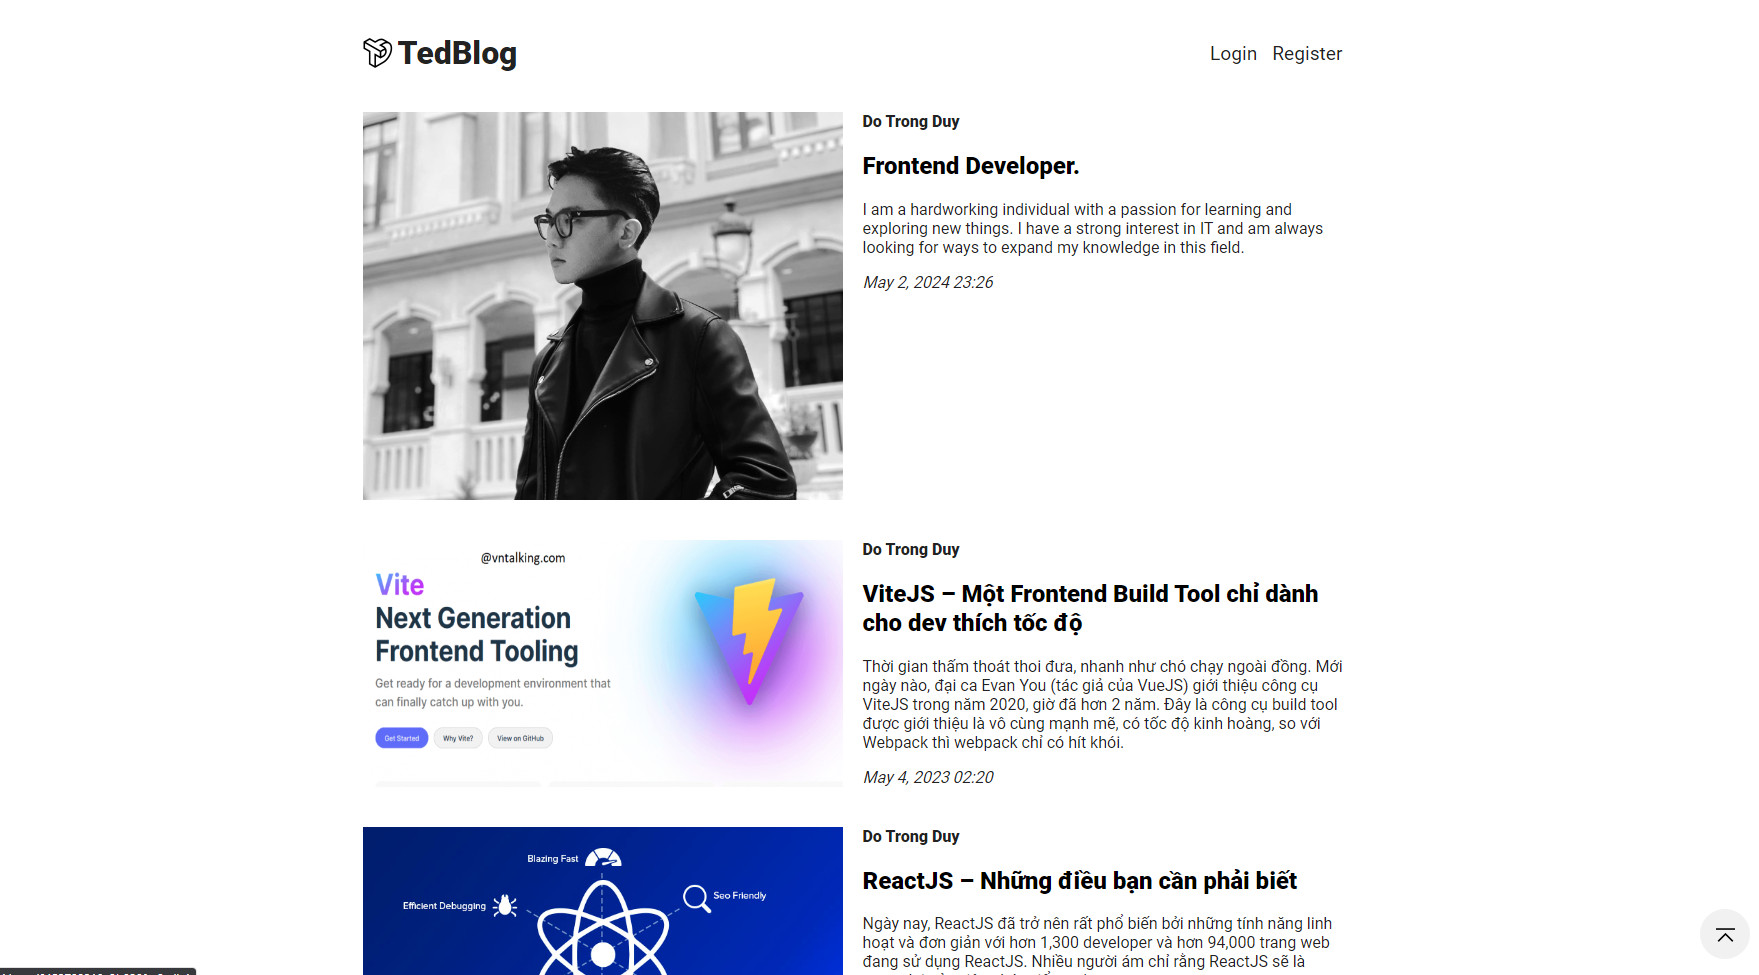 TedBlog
Login Register
Do Trong Duy
Frontend Developer.
I am a hardworking individual with a passion for learning and
exploring new things. I have a strong interest in IT and am always
looking for ways to expand my knowledge in this field.
May 2, 2024 23:26
@vntalking.com
Vite
Next Generation
Frontend Tooling
Get ready for a development environment that
can finally catch up with you.
Get Started Why Vite? View on GitHub
Do Trong Duy
ViteJS – Một Frontend Build Tool chỉ dành
cho dev thích tốc độ
Thời gian thấm thoát thoi đưa, nhanh như chó chạy ngoài đồng. Mới
ngày nào, đại ca Evan You (tác giả của VueJS) giới thiệu công cụ
ViteJS trong năm 2020, giờ đã hơn 2 năm. Đây là công cụ build tool
được giới thiệu là vô cùng mạnh mẽ, có tốc độ kinh hoàng, so với
Webpack thì webpack chỉ có hít khói.
May 4, 2023 02:20
Blazing Fast
Efficient Debugging
Seo Friendly
Do Trong Duy
ReactJS – Những điều bạn cần phải biết
Ngày nay, ReactJS đã trở nên rất phổ biến bởi những tính năng linh
hoạt và đơn giản với hơn 1,300 developer và hơn 94,000 trang web
đang sử dụng ReactJS. Nhiều người ám chỉ rằng ReactJS sẽ là